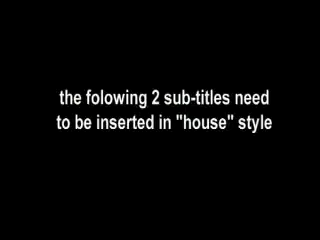 the folowing 2 sub-titles need
to be inserted in "house" style